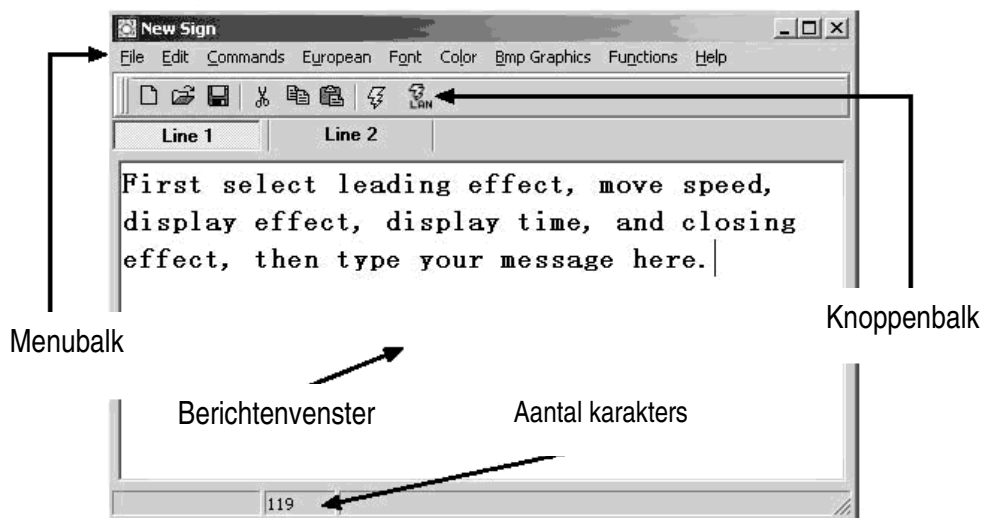 New Sign
File Edit Commands European Font Color Bmp Graphics Functions Help
LAN
Line 1 Line 2
First select leading effect, move speed,
display effect, display time, and closing
effect, then type your message here.
Knoppenbalk
Menubalk
Berichtenvenster Aantal karakters
119